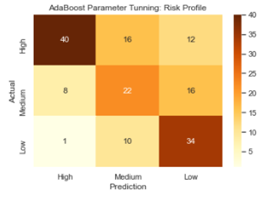 AdaBoost Parameter Tunning: Risk Profile
High 40 16 12
Medium 8 22 16
Low 1 10 34
High Medium Low
Prediction
Actual
40
35
30
25
20
15
10
5